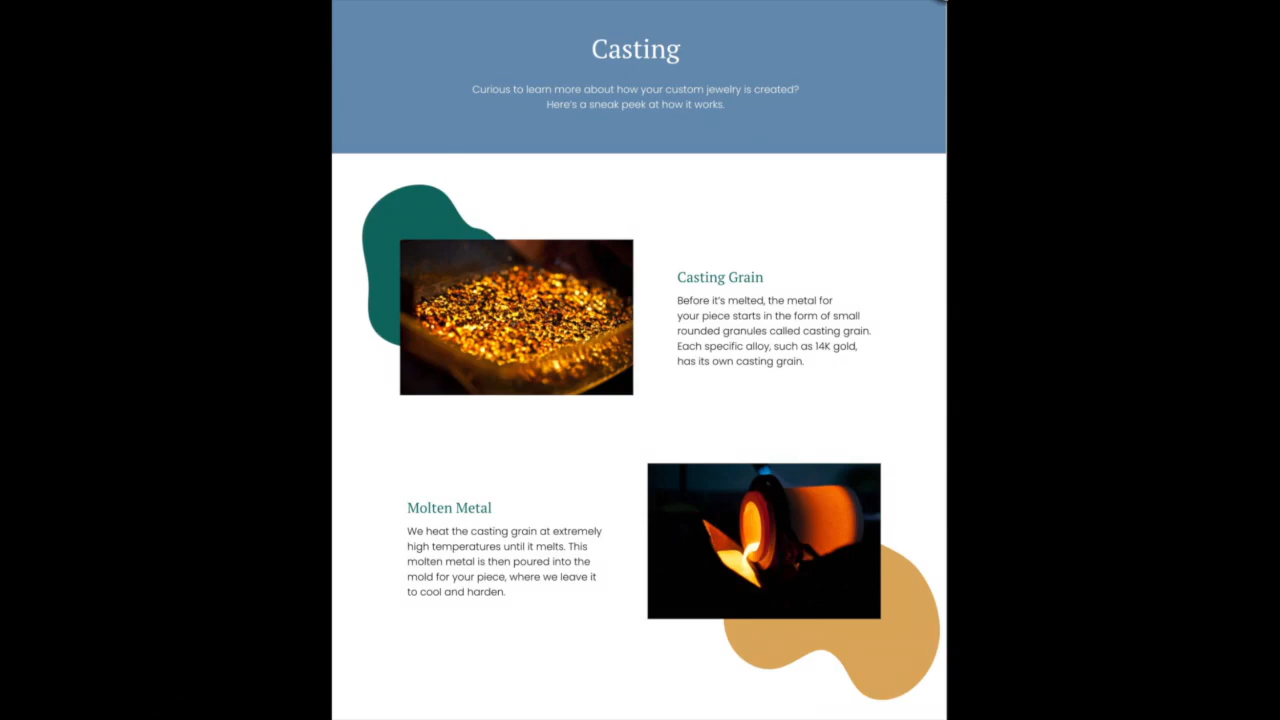 Casting
Curious to learn more about how your custom jewelry is created?
Here's a sneak peek at how it works.
Casting Grain
Before it's melted, the metal for
your piece starts in the form of small
rounded granules called casting grain.
Each specific alloy, such as 14K gold,
has its own casting grain.
Molten Metal
We heat the casting grain at extremely
high temperatures until it melts. This
molten metal is then poured into the
mold for your piece, where we leave it
to cool and harden.